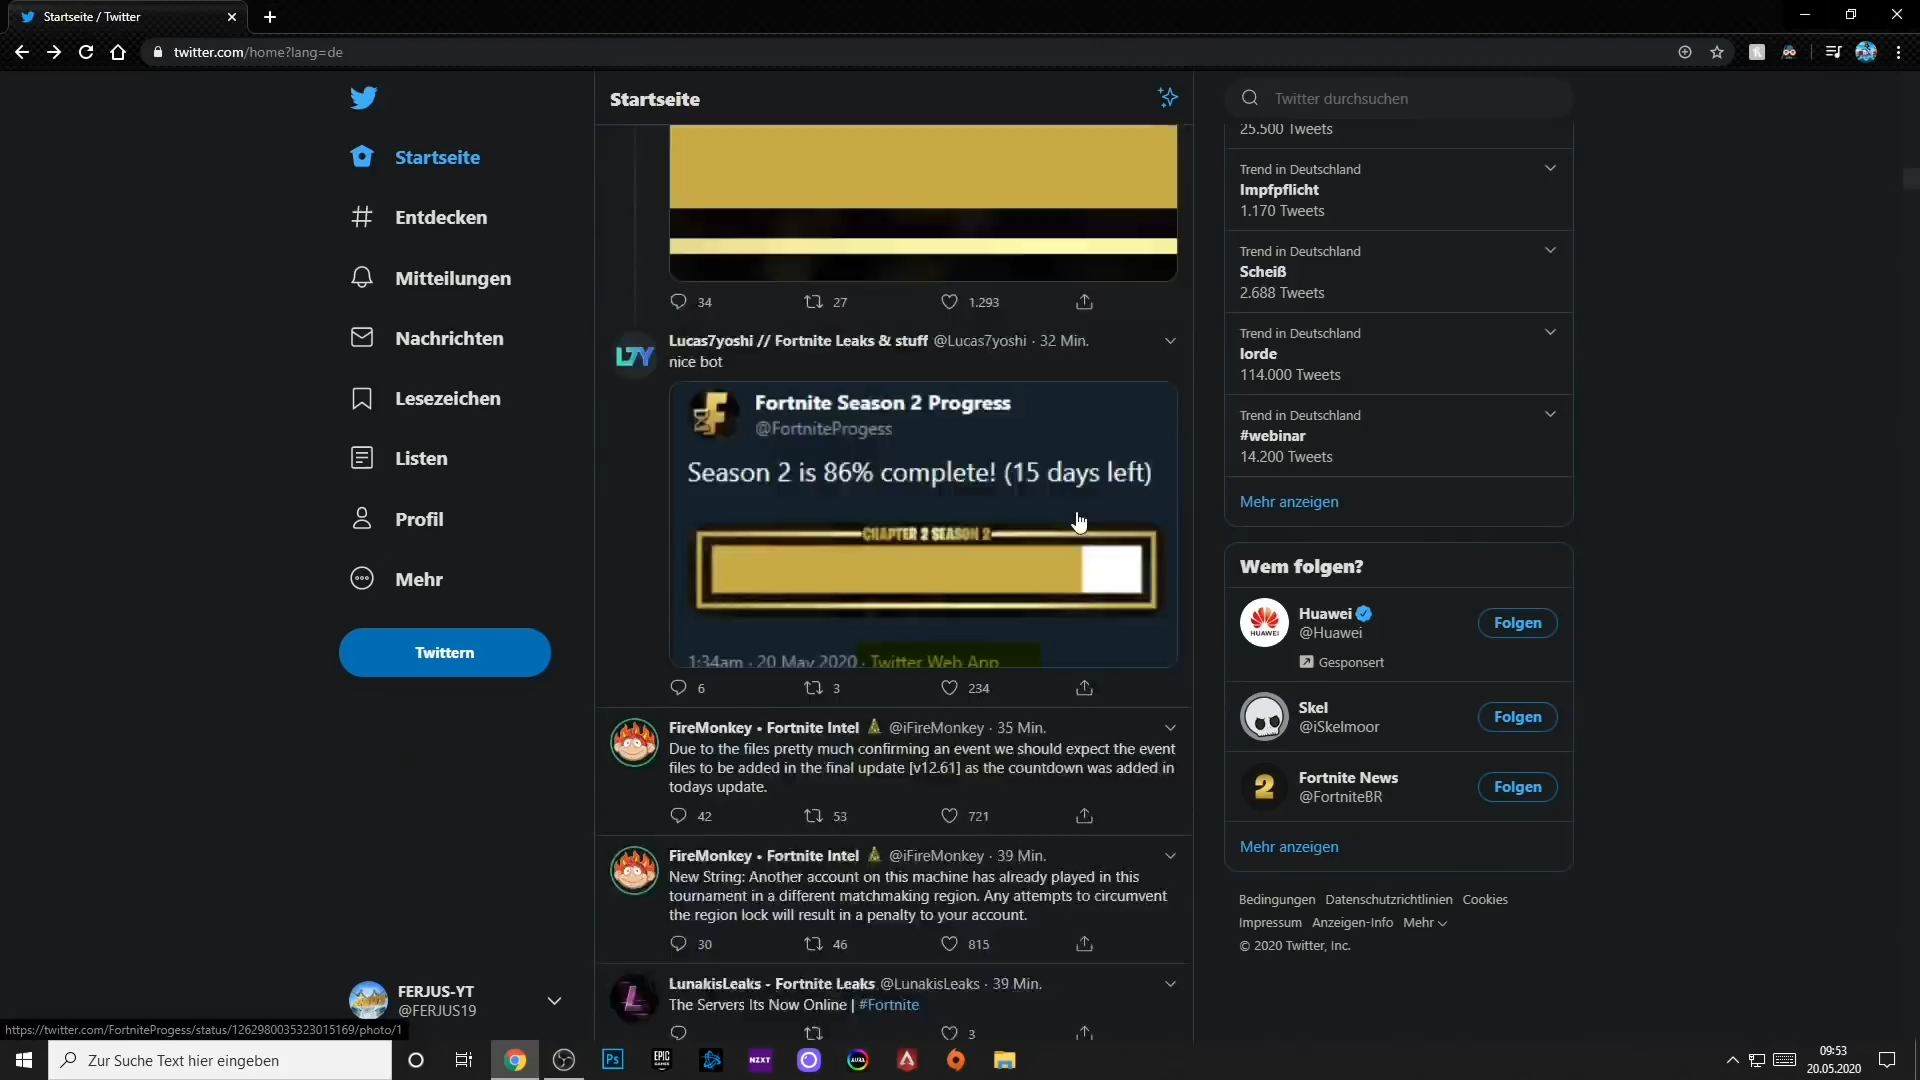 Startseite / Twitter
twitter.com/home?lang=de
Startseite
Entdecken
Mitteilungen
Nachrichten
Lesezeichen
Listen
Profil
Mehr
Twittern
FERJUS-YT
@FERJUS19
https://twitter.com/FortniteProgess/status/1262980035323015169/photo/1
Startseite
34
27
1.293
L7Y
Lucas7yoshi // Fortnite Leaks & stuff @Lucas7yoshi · 32 Min.
nice bot
Fortnite Season 2 Progress
@FortniteProgess
Season 2 is 86% complete! (15 days left)
CHAPTER 2 SEASON 2
1:34am · 20 May 2020 · Twitter Web App
6
3
234
FireMonkey • Fortnite Intel @iFireMonkey · 35 Min.
Due to the files pretty much confirming an event we should expect the event
files to be added in the final update [v12.61] as the countdown was added in
todays update.
42
53
721
FireMonkey • Fortnite Intel @iFireMonkey · 39 Min.
New String: Another account on this machine has already played in this
tournament in a different matchmaking region. Any attempts to circumvent
the region lock will result in a penalty to your account.
30
46
815
LunakisLeaks - Fortnite Leaks @LunakisLeaks · 39 Min.
The Servers Its Now Online | #Fortnite
3
Twitter durchsuchen
25.500 Tweets
Trend in Deutschland
Impfpflicht
1.170 Tweets
Trend in Deutschland
Scheiß
2.688 Tweets
Trend in Deutschland
lorde
114.000 Tweets
Trend in Deutschland
#webinar
14.200 Tweets
Mehr anzeigen
Wem folgen?
HUAWEI
Huawei
@Huawei
Gesponsert
Folgen
Skel
@iSkelmoor
Folgen
2
Fortnite News
@FortniteBR
Folgen
Mehr anzeigen
Bedingungen Datenschutzrichtlinien Cookies
Impressum Anzeigen-Info Mehr
© 2020 Twitter, Inc.
Zur Suche Text hier eingeben
Ps
EPIC GAMES
NZXT
AURA
09:53
20.05.2020